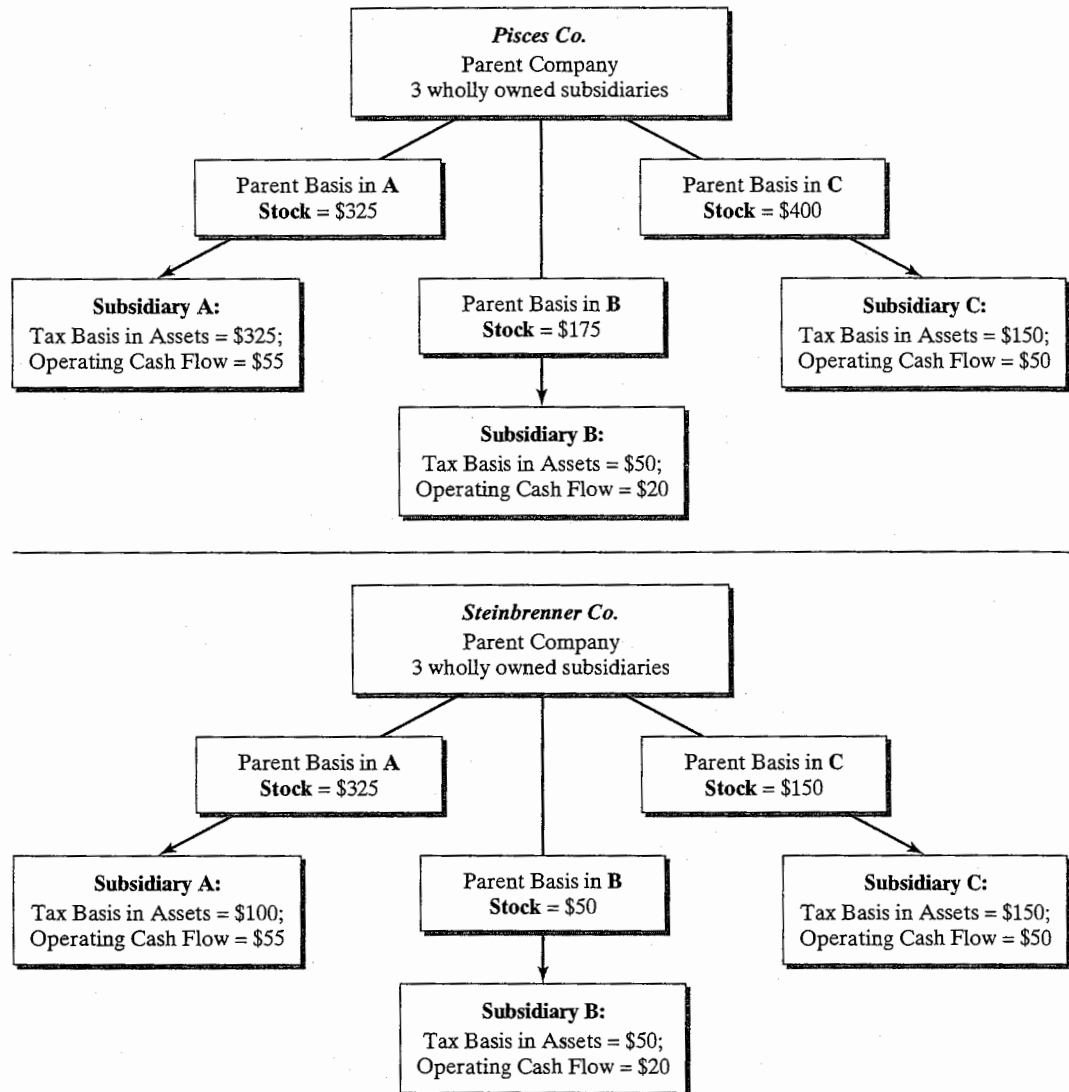 Pisces Co.
Parent Company
3 wholly owned subsidiaries
Parent Basis in A
Stock = $325
Parent Basis in C
Stock = $400
Subsidiary A:
Tax Basis in Assets = $325;
Operating Cash Flow = $55
Parent Basis in B
Stock = $175
Subsidiary C:
Tax Basis in Assets = $150;
Operating Cash Flow = $50
Subsidiary B:
Tax Basis in Assets = $50;
Operating Cash Flow = $20
Steinbrenner Co.
Parent Company
3 wholly owned subsidiaries
Parent Basis in A
Stock = $325
Parent Basis in C
Stock = $150
Subsidiary A:
Tax Basis in Assets = $100;
Operating Cash Flow = $55
Parent Basis in B
Stock = $50
Subsidiary C:
Tax Basis in Assets = $150;
Operating Cash Flow = $50
Subsidiary B:
Tax Basis in Assets = $50;
Operating Cash Flow = $20